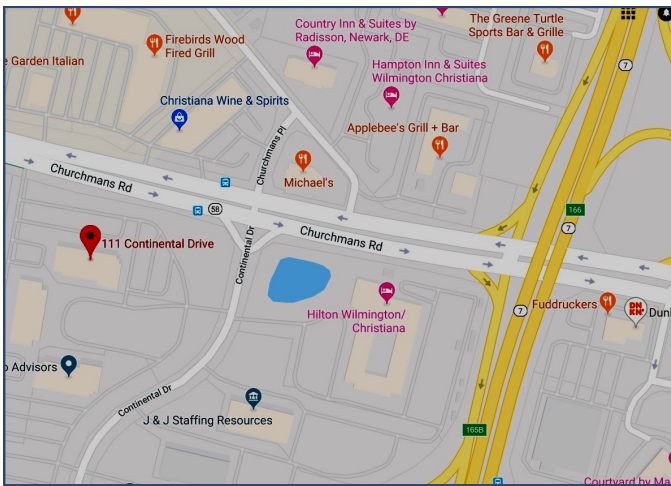 Country Inn & Suites by
Radisson, Newark, DE
The Greene Turtle
Sports Bar & Grille
Firebirds Wood
Fired Grill
Garden Italian
7
Hampton Inn & Suites
Wilmington Christiana
Christiana Wine & Spirits
Applebee's Grill + Bar
Churchmans Pl
Churchmans Rd
Michael's
58
166
7
111 Continental Drive
Continental Dr
Churchmans Rd
Hilton Wilmington/
Christiana
7
Fuddruckers
DN
KN'
Dun
Advisors
Continental Dr
J & J Staffing Resources
165B
Courtyard by Ma